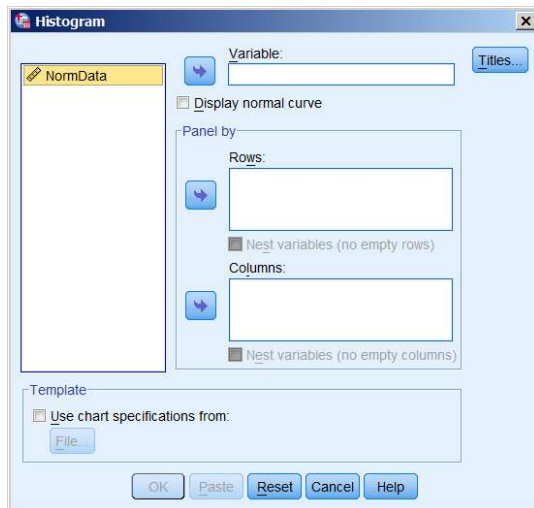 Histogram
NormData
Variable:
Titles...
Display normal curve
Panel by
Rows:
Nest variables (no empty rows)
Columns:
Nest variables (no empty columns)
Template
Use chart specifications from:
File...
OK Paste Reset Cancel Help